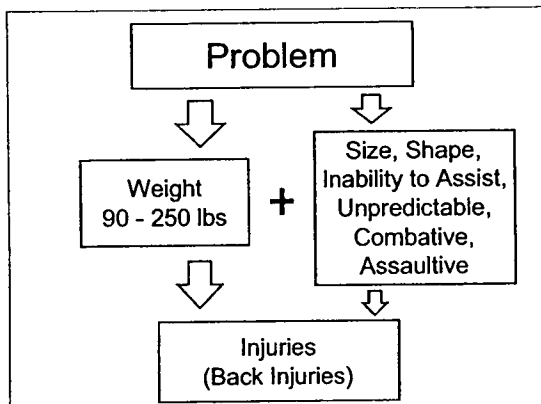 Problem
Weight
90 - 250 lbs
+
Size, Shape,
Inability to Assist,
Unpredictable,
Combative,
Assaultive
Injuries
(Back Injuries)